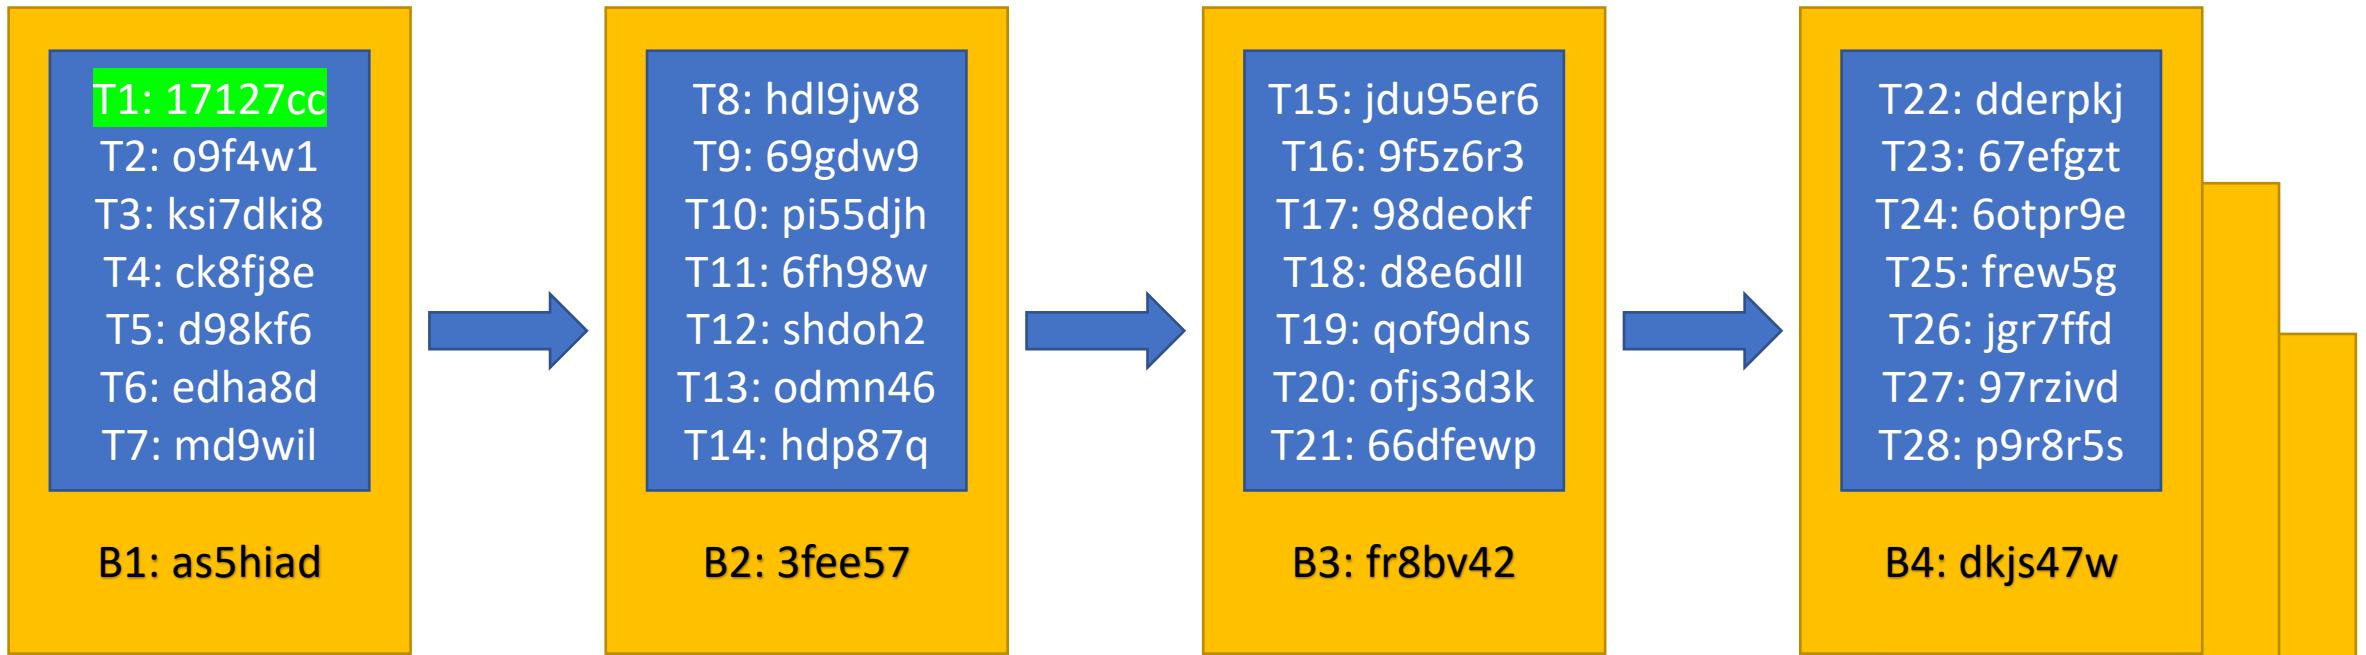 T1: 17127cc
T2: o9f4w1
T3: ksi7dki8
T4: ck8fj8e
T5: d98kf6
T6: edha8d
T7: md9wil
B1: as5hiad
T8: hdl9jw8
T9: 69gdw9
T10: pi55djh
T11: 6fh98w
T12: shdoh2
T13: odmn46
T14: hdp87q
B2: 3fee57
T15: jdu95er6
T16: 9f5z6r3
T17: 98deokf
T18: d8e6dll
T19: qof9dns
T20: ofjs3d3k
T21: 66dfewp
B3: fr8bv42
T22: dderpkj
T23: 67efgzt
T24: 6otpr9e
T25: frew5g
T26: jgr7ffd
T27: 97rzivd
T28: p9r8r5s
B4: dkjs47w